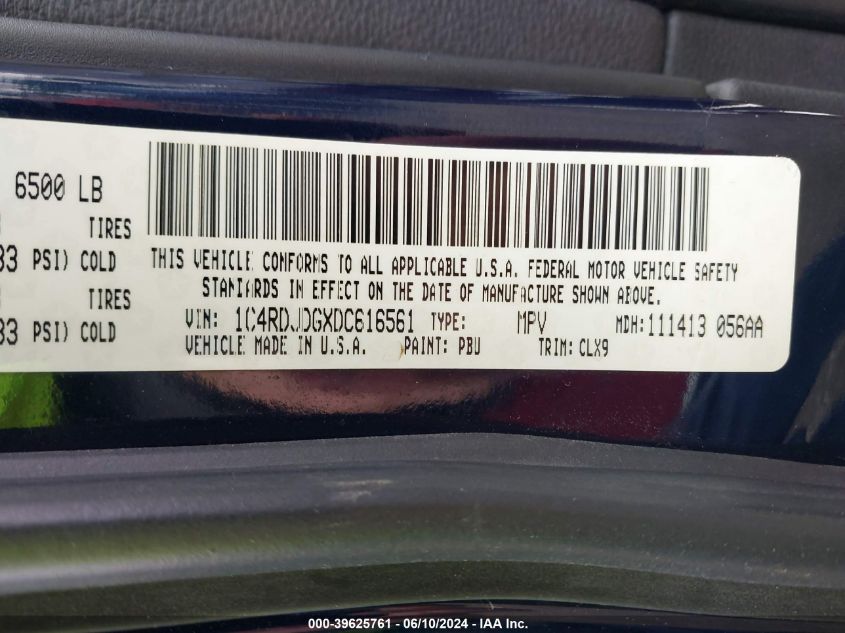 6500 LB
TIRES
33 PSI) COLD
TIRES
33 PSI) COLD
THIS VEHICLE CONFORMS TO ALL APPLICABLE U.S.A. FEDERAL MOTOR VEHICLE SAFETY
STANDARDS IN EFFECT ON THE DATE OF MANUFACTURE SHOWN ABOVE.
VIN: 1C4RDJDGXDC616561 TYPE: MPV MDH:111413 056AA
VEHICLE MADE IN U.S.A. PAINT: PBU TRIM: CLX9
000-39625761 - 06/10/2024 - IAA Inc.